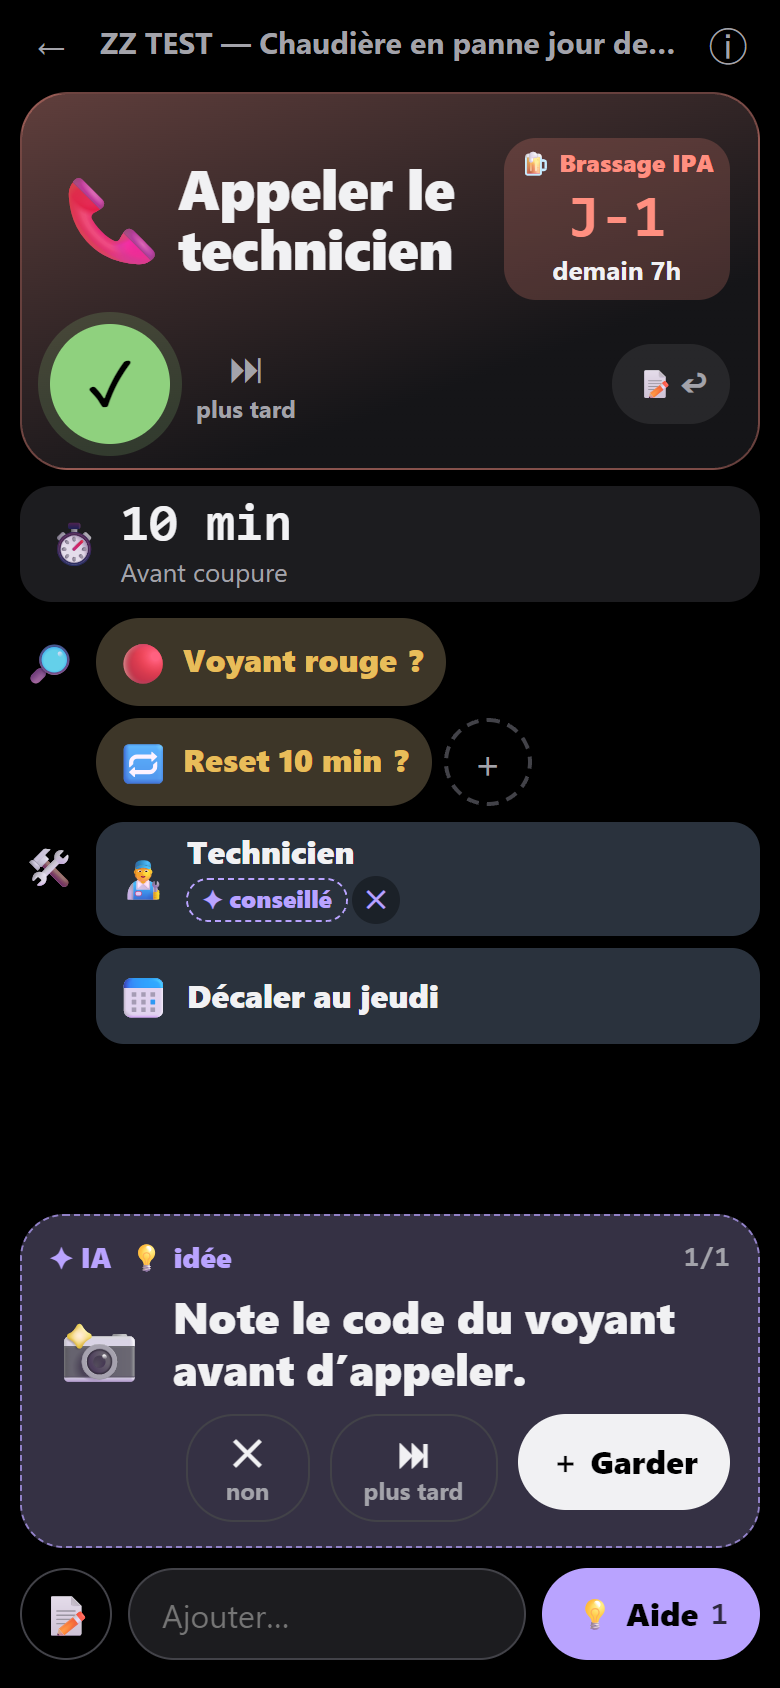 ← ZZ TEST — Chaudière en panne jour de… ⓘ
Appeler le
technicien
Brassage IPA
J-1
demain 7h
✓
plus tard
10 min
Avant coupure
Voyant rouge ?
Reset 10 min ?
+
Technicien
✦ conseillé ✕
Décaler au jeudi
✦ IA 💡 idée 1/1
Note le code du voyant
avant d’appeler.
✕
non
plus tard
+ Garder
Ajouter…
Aide 1